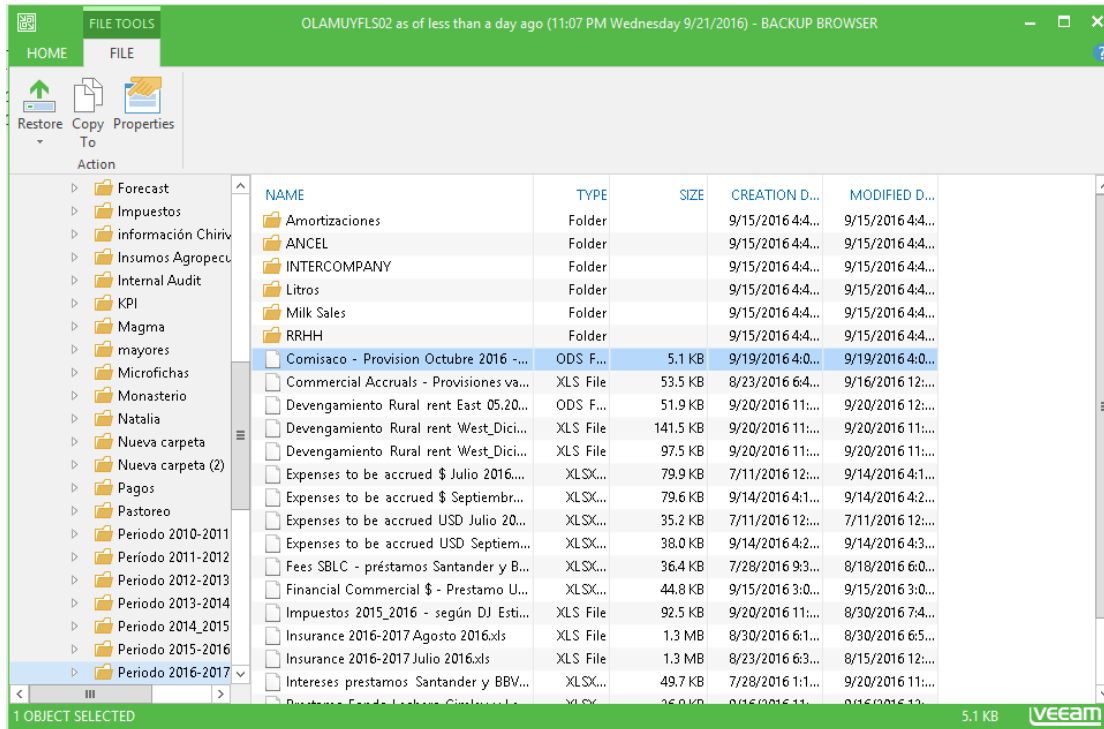 FILE TOOLS
OLAMUYFLS02 as of less than a day ago (11:07 PM Wednesday 9/21/2016) - BACKUP BROWSER
HOME FILE
?
Restore Copy To Properties
Action
Forecast
Impuestos
información Chiriv
Insumos Agropecu
Internal Audit
KPI
Magma
mayores
Microfichas
Monasterio
Natalia
Nueva carpeta
Nueva carpeta (2)
Pagos
Pastoreo
Periodo 2010-2011
Período 2011-2012
Periodo 2012-2013
Periodo 2013-2014
Periodo 2014_2015
Periodo 2015-2016
Periodo 2016-2017
NAME TYPE SIZE CREATION D... MODIFIED D...
Amortizaciones Folder 9/15/2016 4:4... 9/15/2016 4:4...
ANCEL Folder 9/15/2016 4:4... 9/15/2016 4:4...
INTERCOMPANY Folder 9/15/2016 4:4... 9/15/2016 4:4...
Litros Folder 9/15/2016 4:4... 9/15/2016 4:4...
Milk Sales Folder 9/15/2016 4:4... 9/15/2016 4:4...
RRHH Folder 9/15/2016 4:4... 9/15/2016 4:4...
Comisaco - Provision Octubre 2016 -... ODS F... 5.1 KB 9/19/2016 4:0... 9/19/2016 4:0...
Commercial Accruals - Provisiones va... XLS File 53.5 KB 8/23/2016 6:4... 9/16/2016 12:...
Devengamiento Rural rent East 05.20... ODS F... 51.9 KB 9/20/2016 11:... 9/20/2016 12:...
Devengamiento Rural rent West_Dici... XLS File 141.5 KB 9/20/2016 11:... 9/20/2016 11:...
Devengamiento Rural rent West_Dici... XLS File 97.5 KB 9/20/2016 11:... 9/20/2016 11:...
Expenses to be accrued $ Julio 2016.... XLSX... 79.9 KB 7/11/2016 12:... 9/14/2016 4:1...
Expenses to be accrued $ Septiembr... XLSX... 79.6 KB 9/14/2016 4:1... 9/14/2016 4:2...
Expenses to be accrued USD Julio 20... XLSX... 35.2 KB 7/11/2016 12:... 7/11/2016 12:...
Expenses to be accrued USD Septiem... XLSX... 38.0 KB 9/14/2016 4:2... 9/14/2016 4:3...
Fees SBLC - préstamos Santander y B... XLSX... 36.4 KB 7/28/2016 9:3... 8/18/2016 6:0...
Financial Commercial $ - Prestamo U... XLSX... 44.8 KB 9/15/2016 3:0... 9/15/2016 3:0...
Impuestos 2015_2016 - según DJ Esti... XLS File 92.5 KB 9/20/2016 11:... 8/30/2016 7:4...
Insurance 2016-2017 Agosto 2016.xls XLS File 1.3 MB 8/30/2016 6:1... 8/30/2016 6:5...
Insurance 2016-2017 Julio 2016.xls XLS File 1.3 MB 8/23/2016 6:3... 8/15/2016 12:...
Intereses prestamos Santander y BBV... XLSX... 49.7 KB 7/28/2016 1:1... 9/20/2016 11:...
1 OBJECT SELECTED 5.1 KB veeam